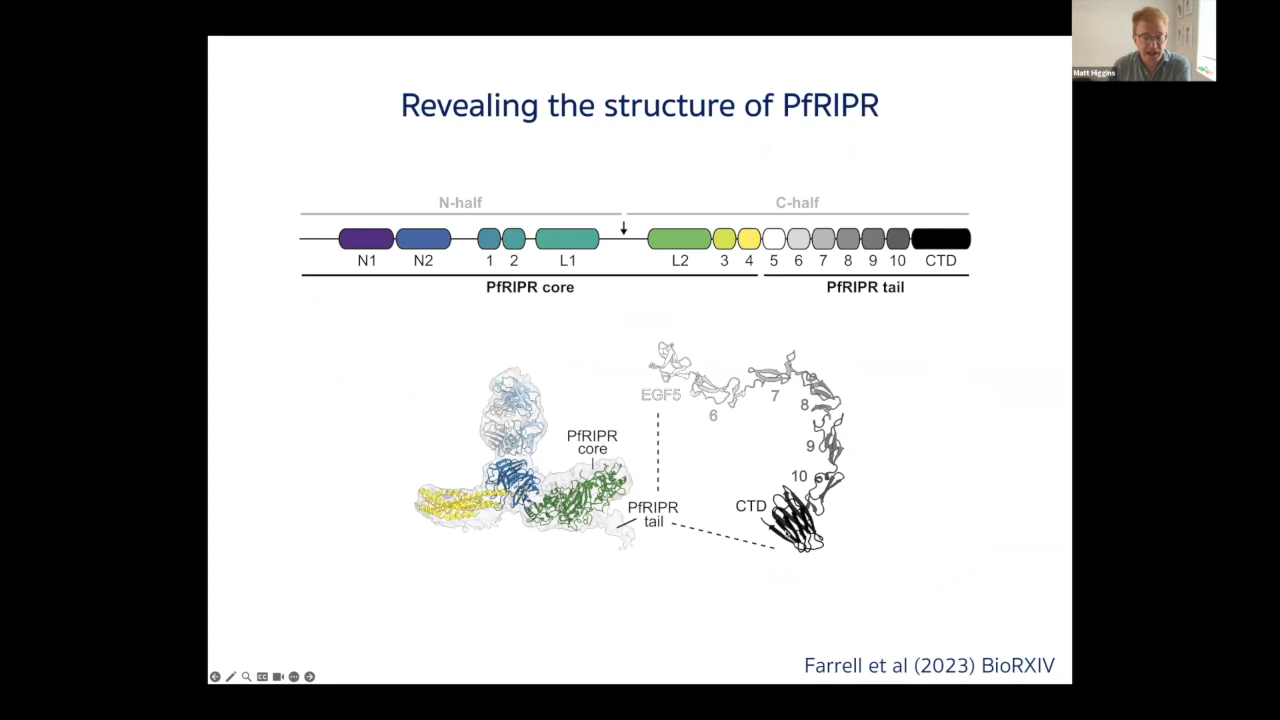 Matt Higgins
Revealing the structure of PfRIPR
N-half C-half
N1 N2 1 2 L1 L2 3 4 5 6 7 8 9 10 CTD
PfRIPR core PfRIPR tail
EGF5
6
7
8
9
10
CTD
PfRIPR
core
PfRIPR
tail
Farrell et al (2023) BioRXIV